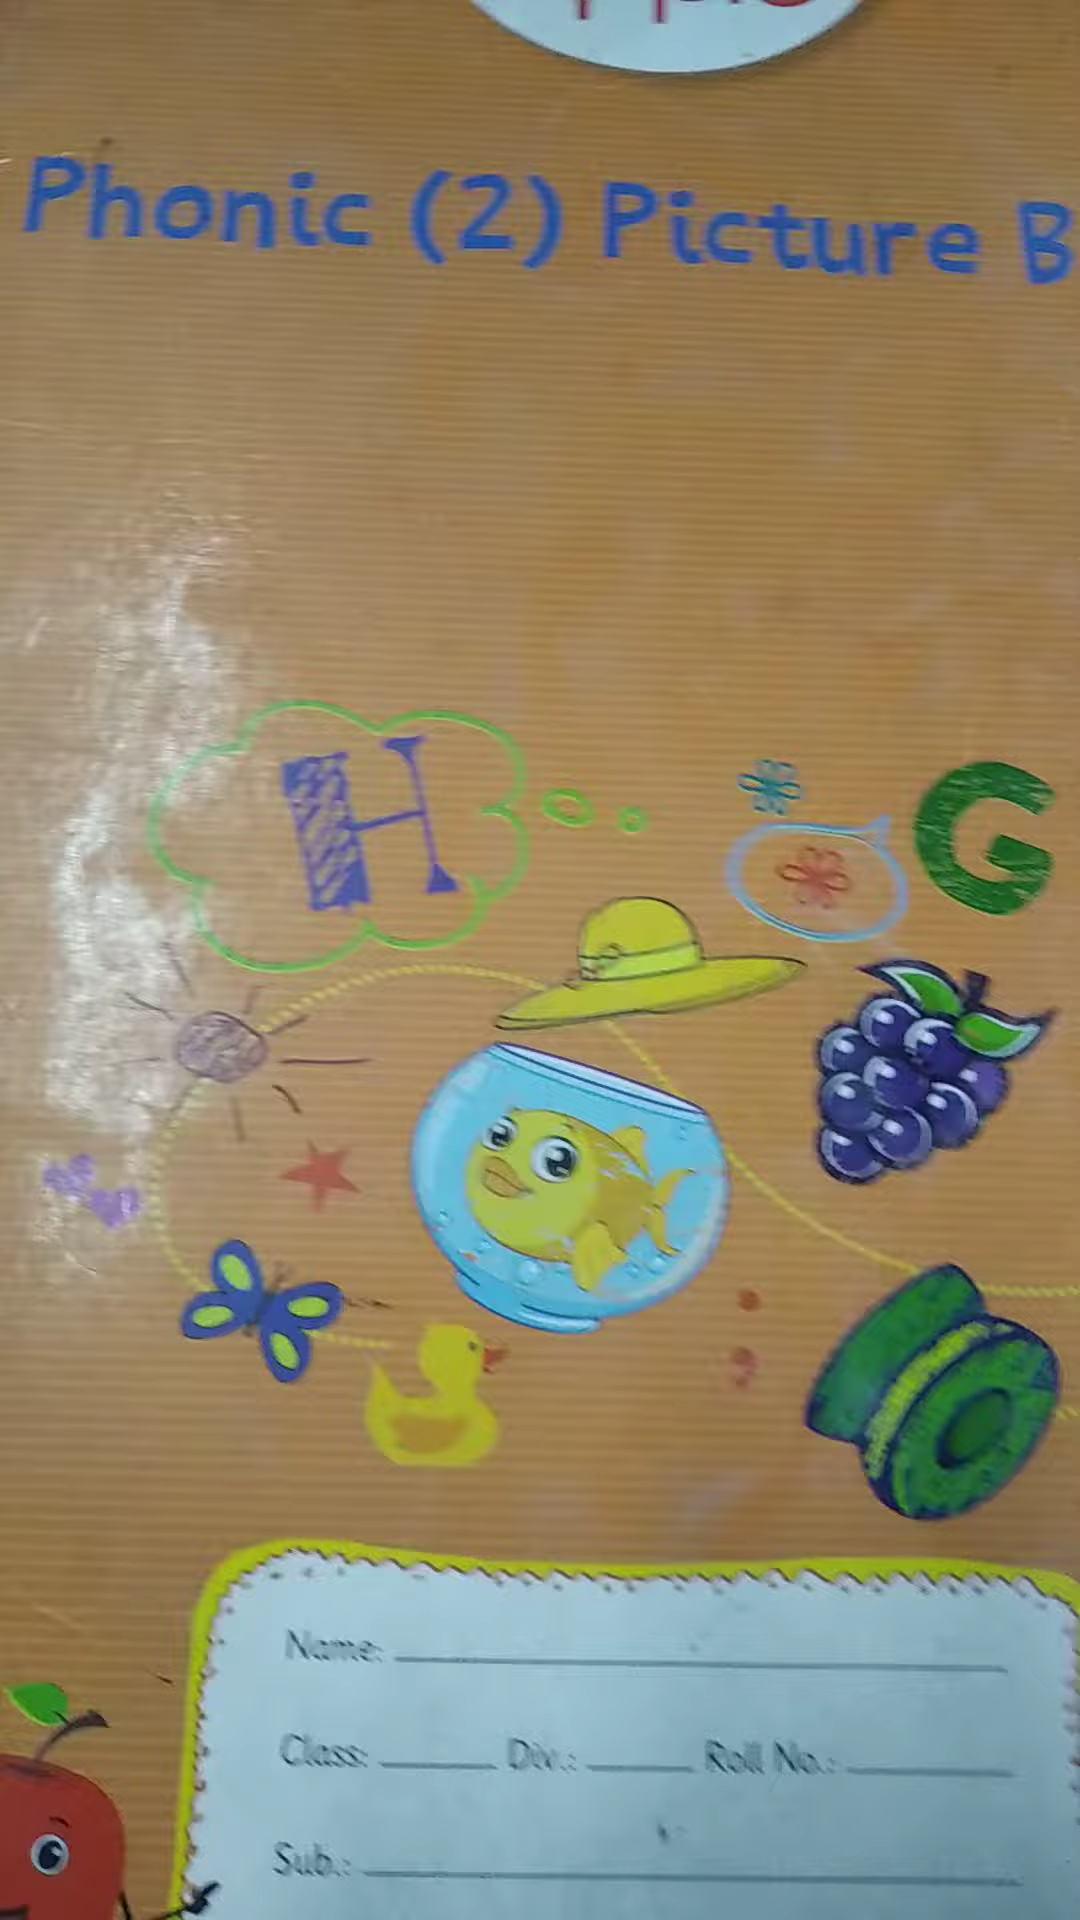 Phonic (2) Picture B
H
G
Name:
Class: Div.: Roll No.:
Sub.: